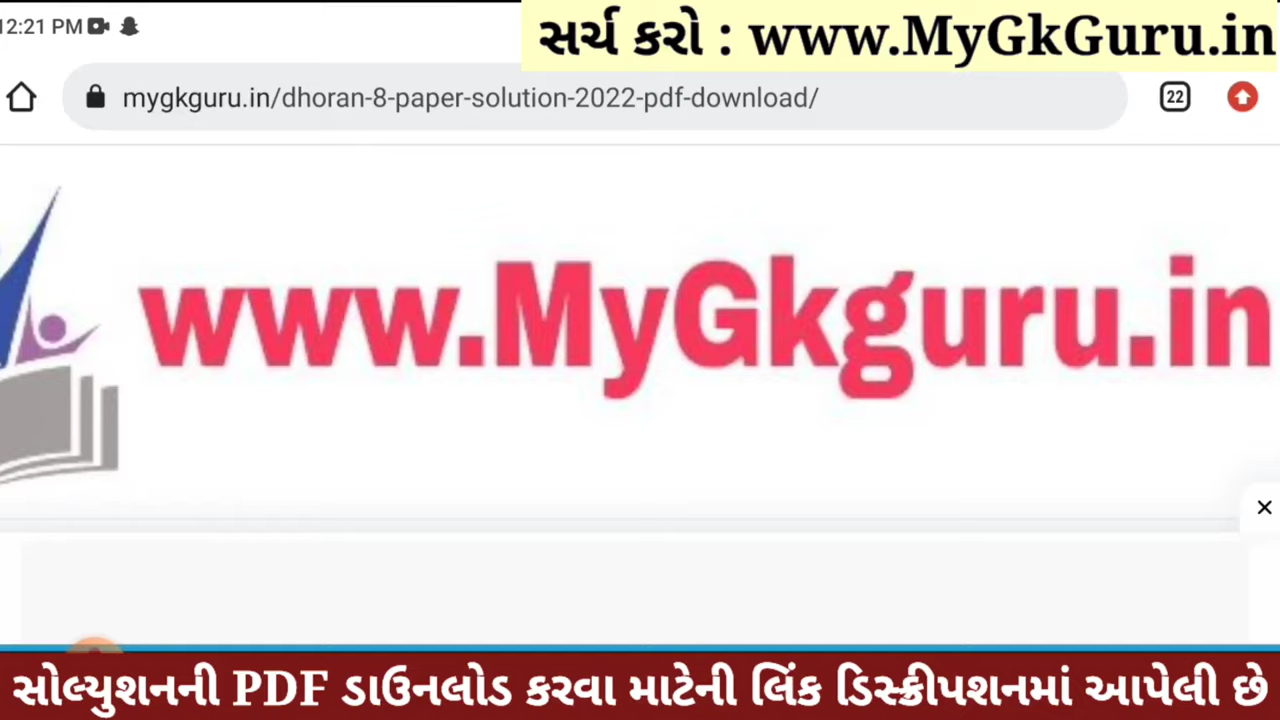 12:21 PM
સર્ચ કરો : www.MyGkGuru.in
mygkguru.in/dhoran-8-paper-solution-2022-pdf-download/
22
www.MyGkguru.in
સોલ્યુશનની PDF ડાઉનલોડ કરવા માટેની લિંક ડિસ્ક્રીપશનમાં આપેલી છે